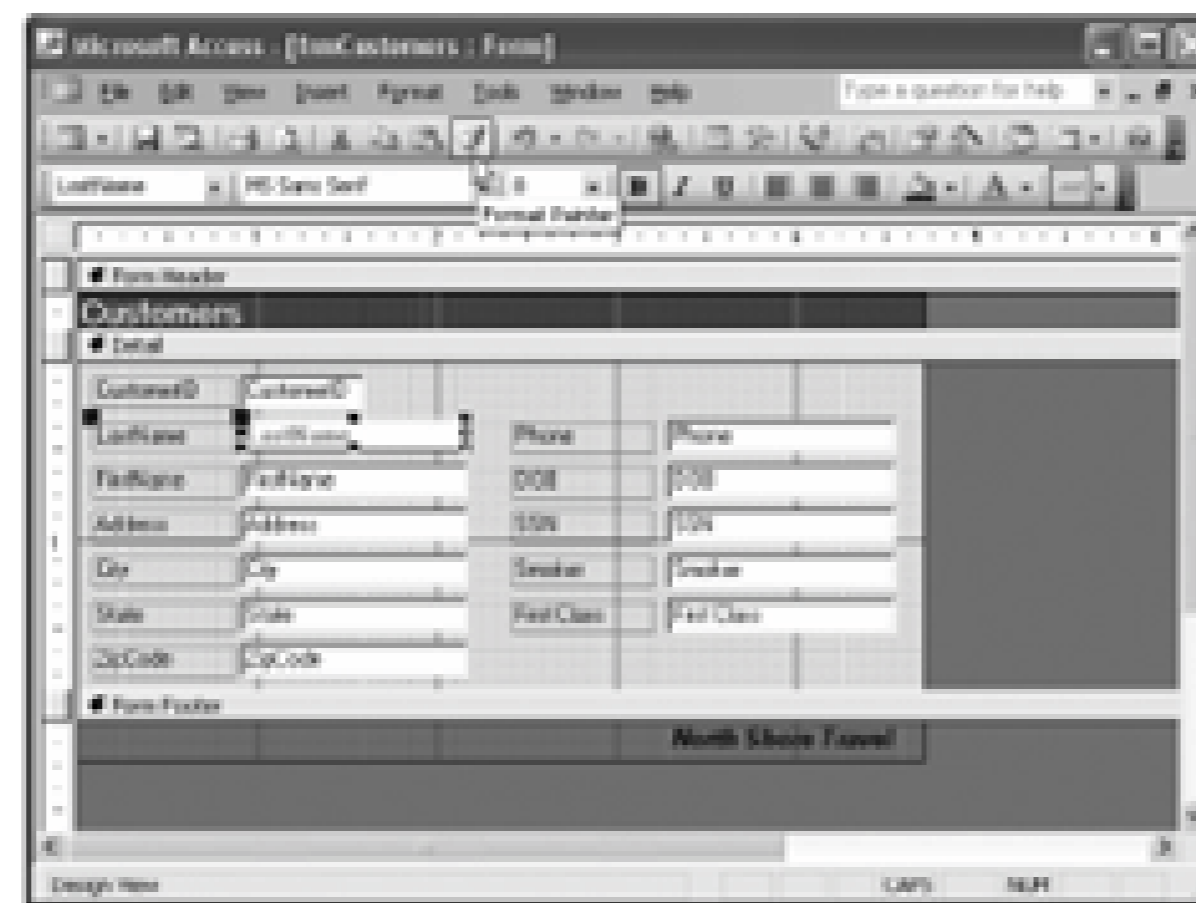 Microsoft Access - [frmCustomers : Form]
File Edit View Insert Format Tools Window Help Type a question for help
LastName MS Sans Serif 8 B I U A
Format Painter
Form Header
Customers
Detail
CustomerID CustomerID
LastName LastName Phone Phone
FirstName FirstName DOB DOB
Address Address SSN SSN
City City Smoker Smoker
State State First Class First Class
ZipCode ZipCode
Form Footer
North Shore Travel
Design View CAPS NUM